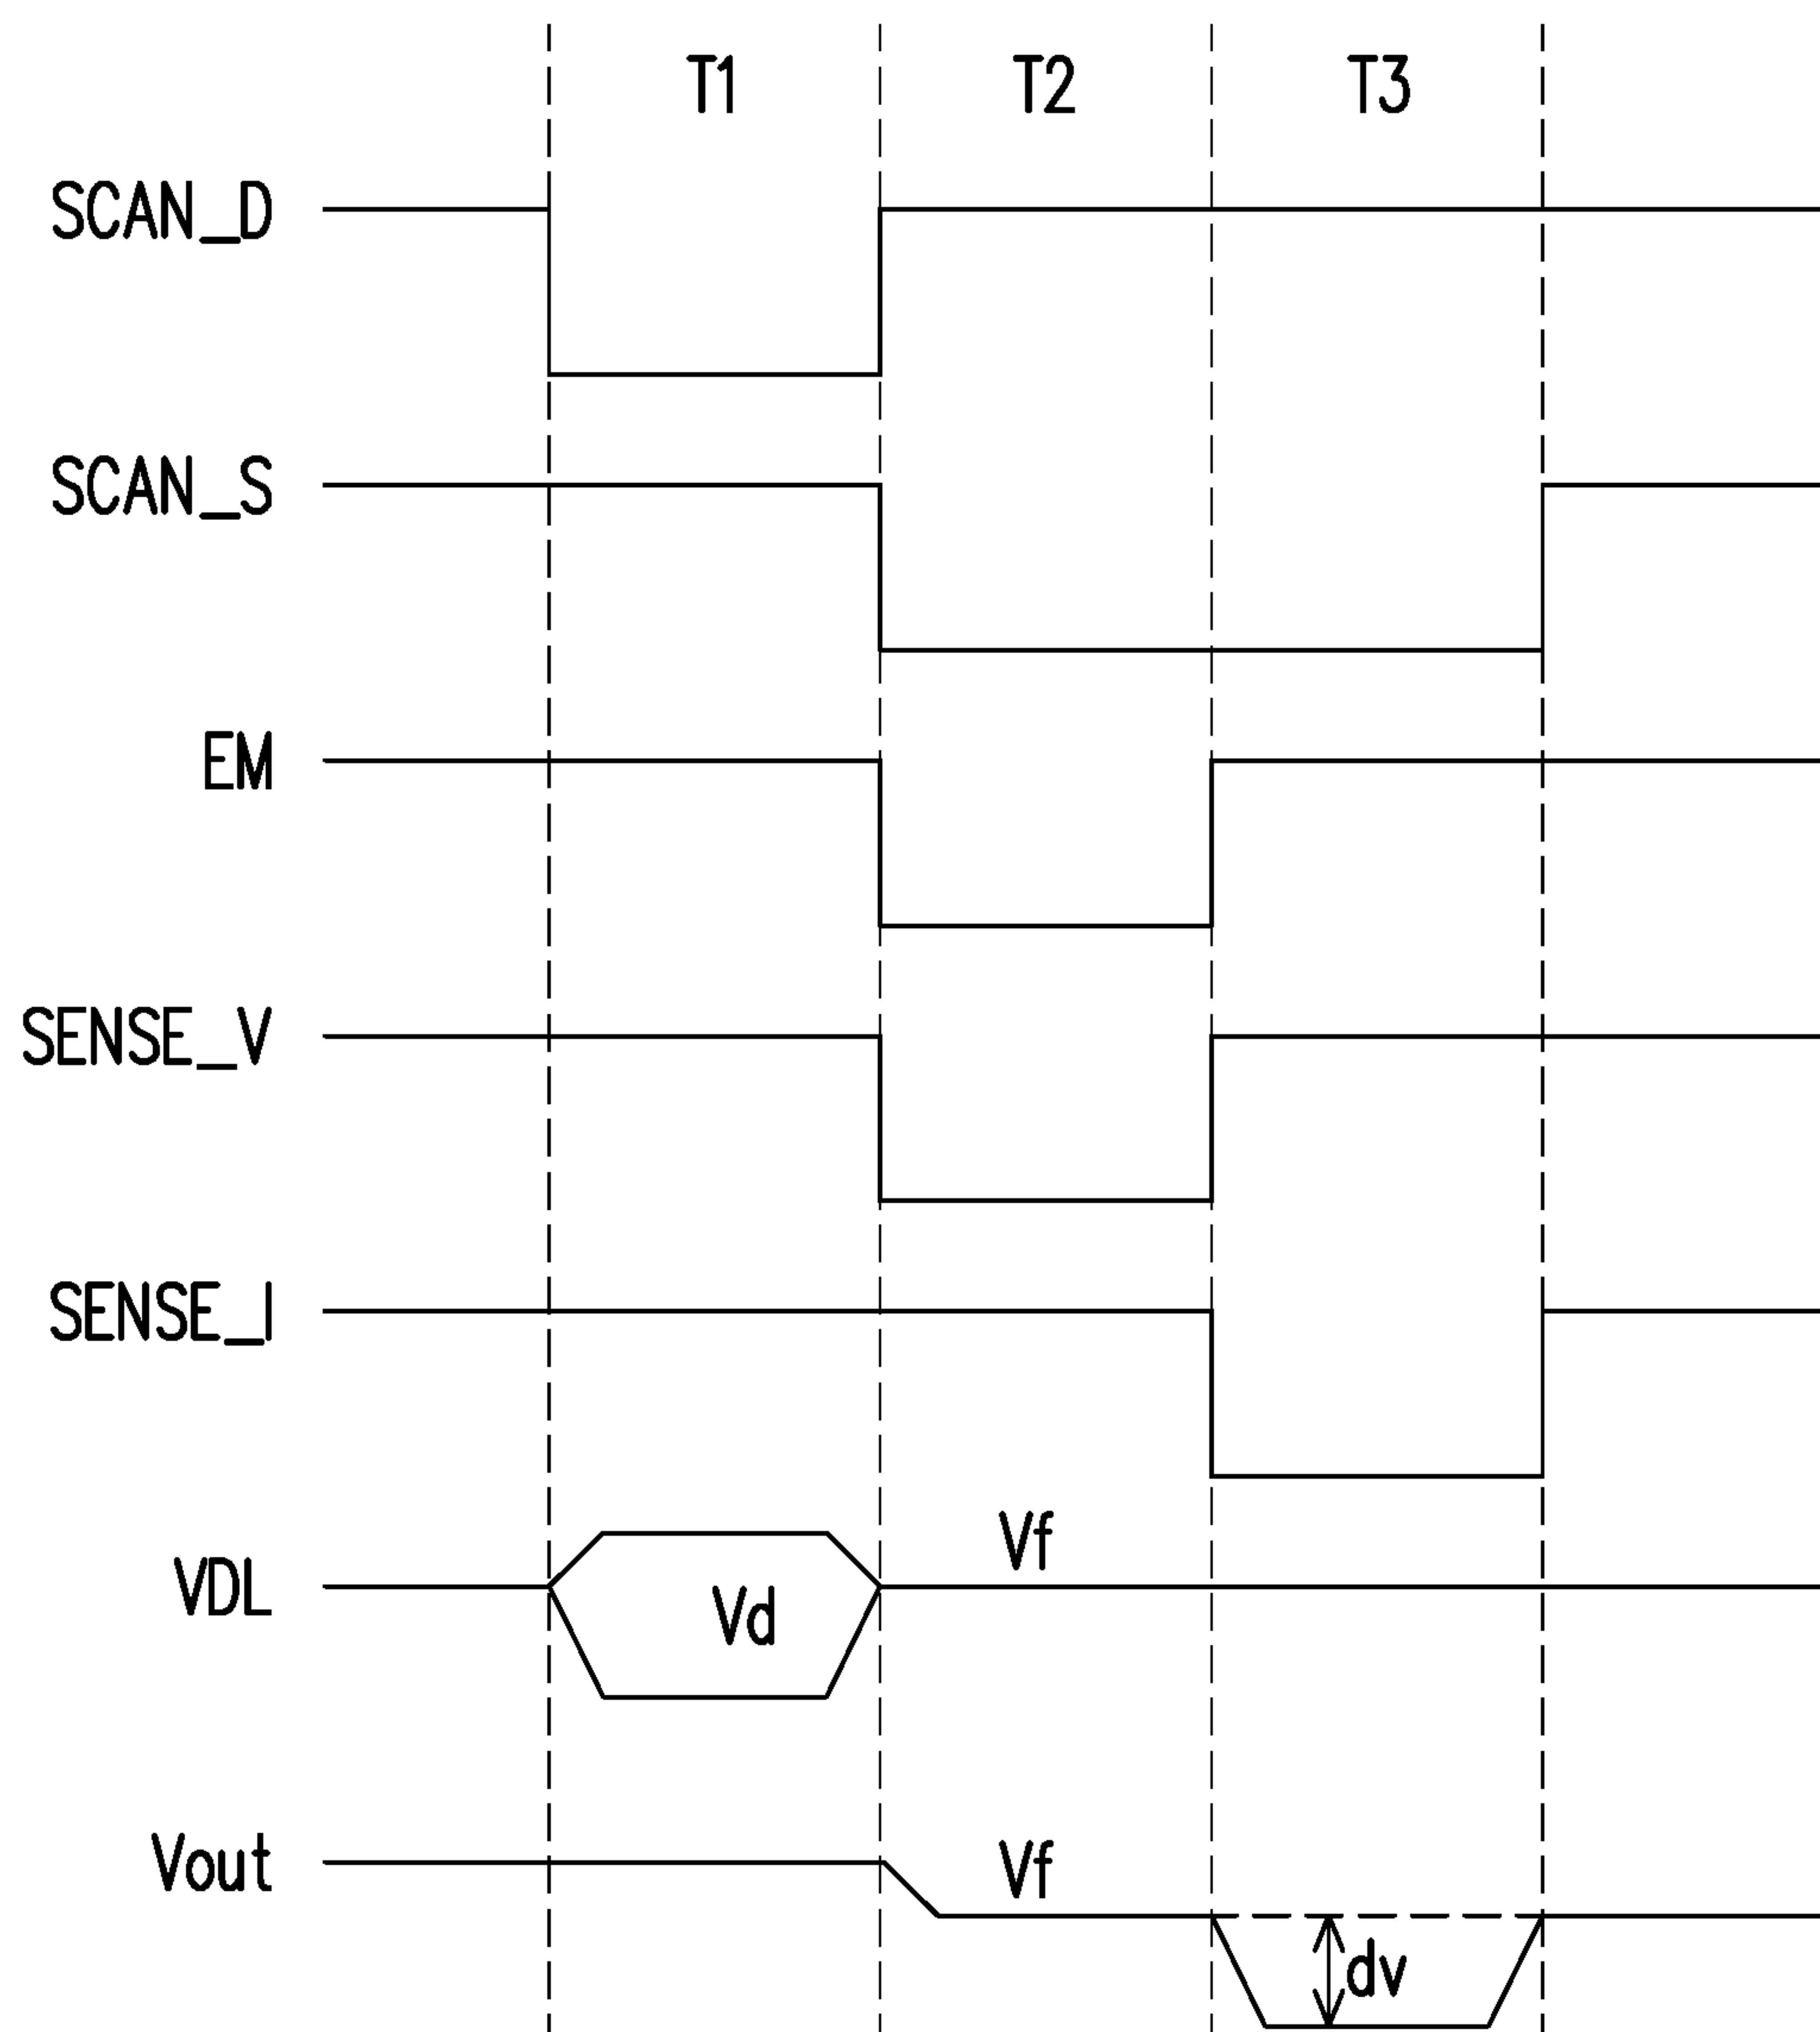 T1 T2 T3
SCAN_D
SCAN_S
EM
SENSE_V
SENSE_I
Vf
VDL
Vd
Vout
Vf
dv